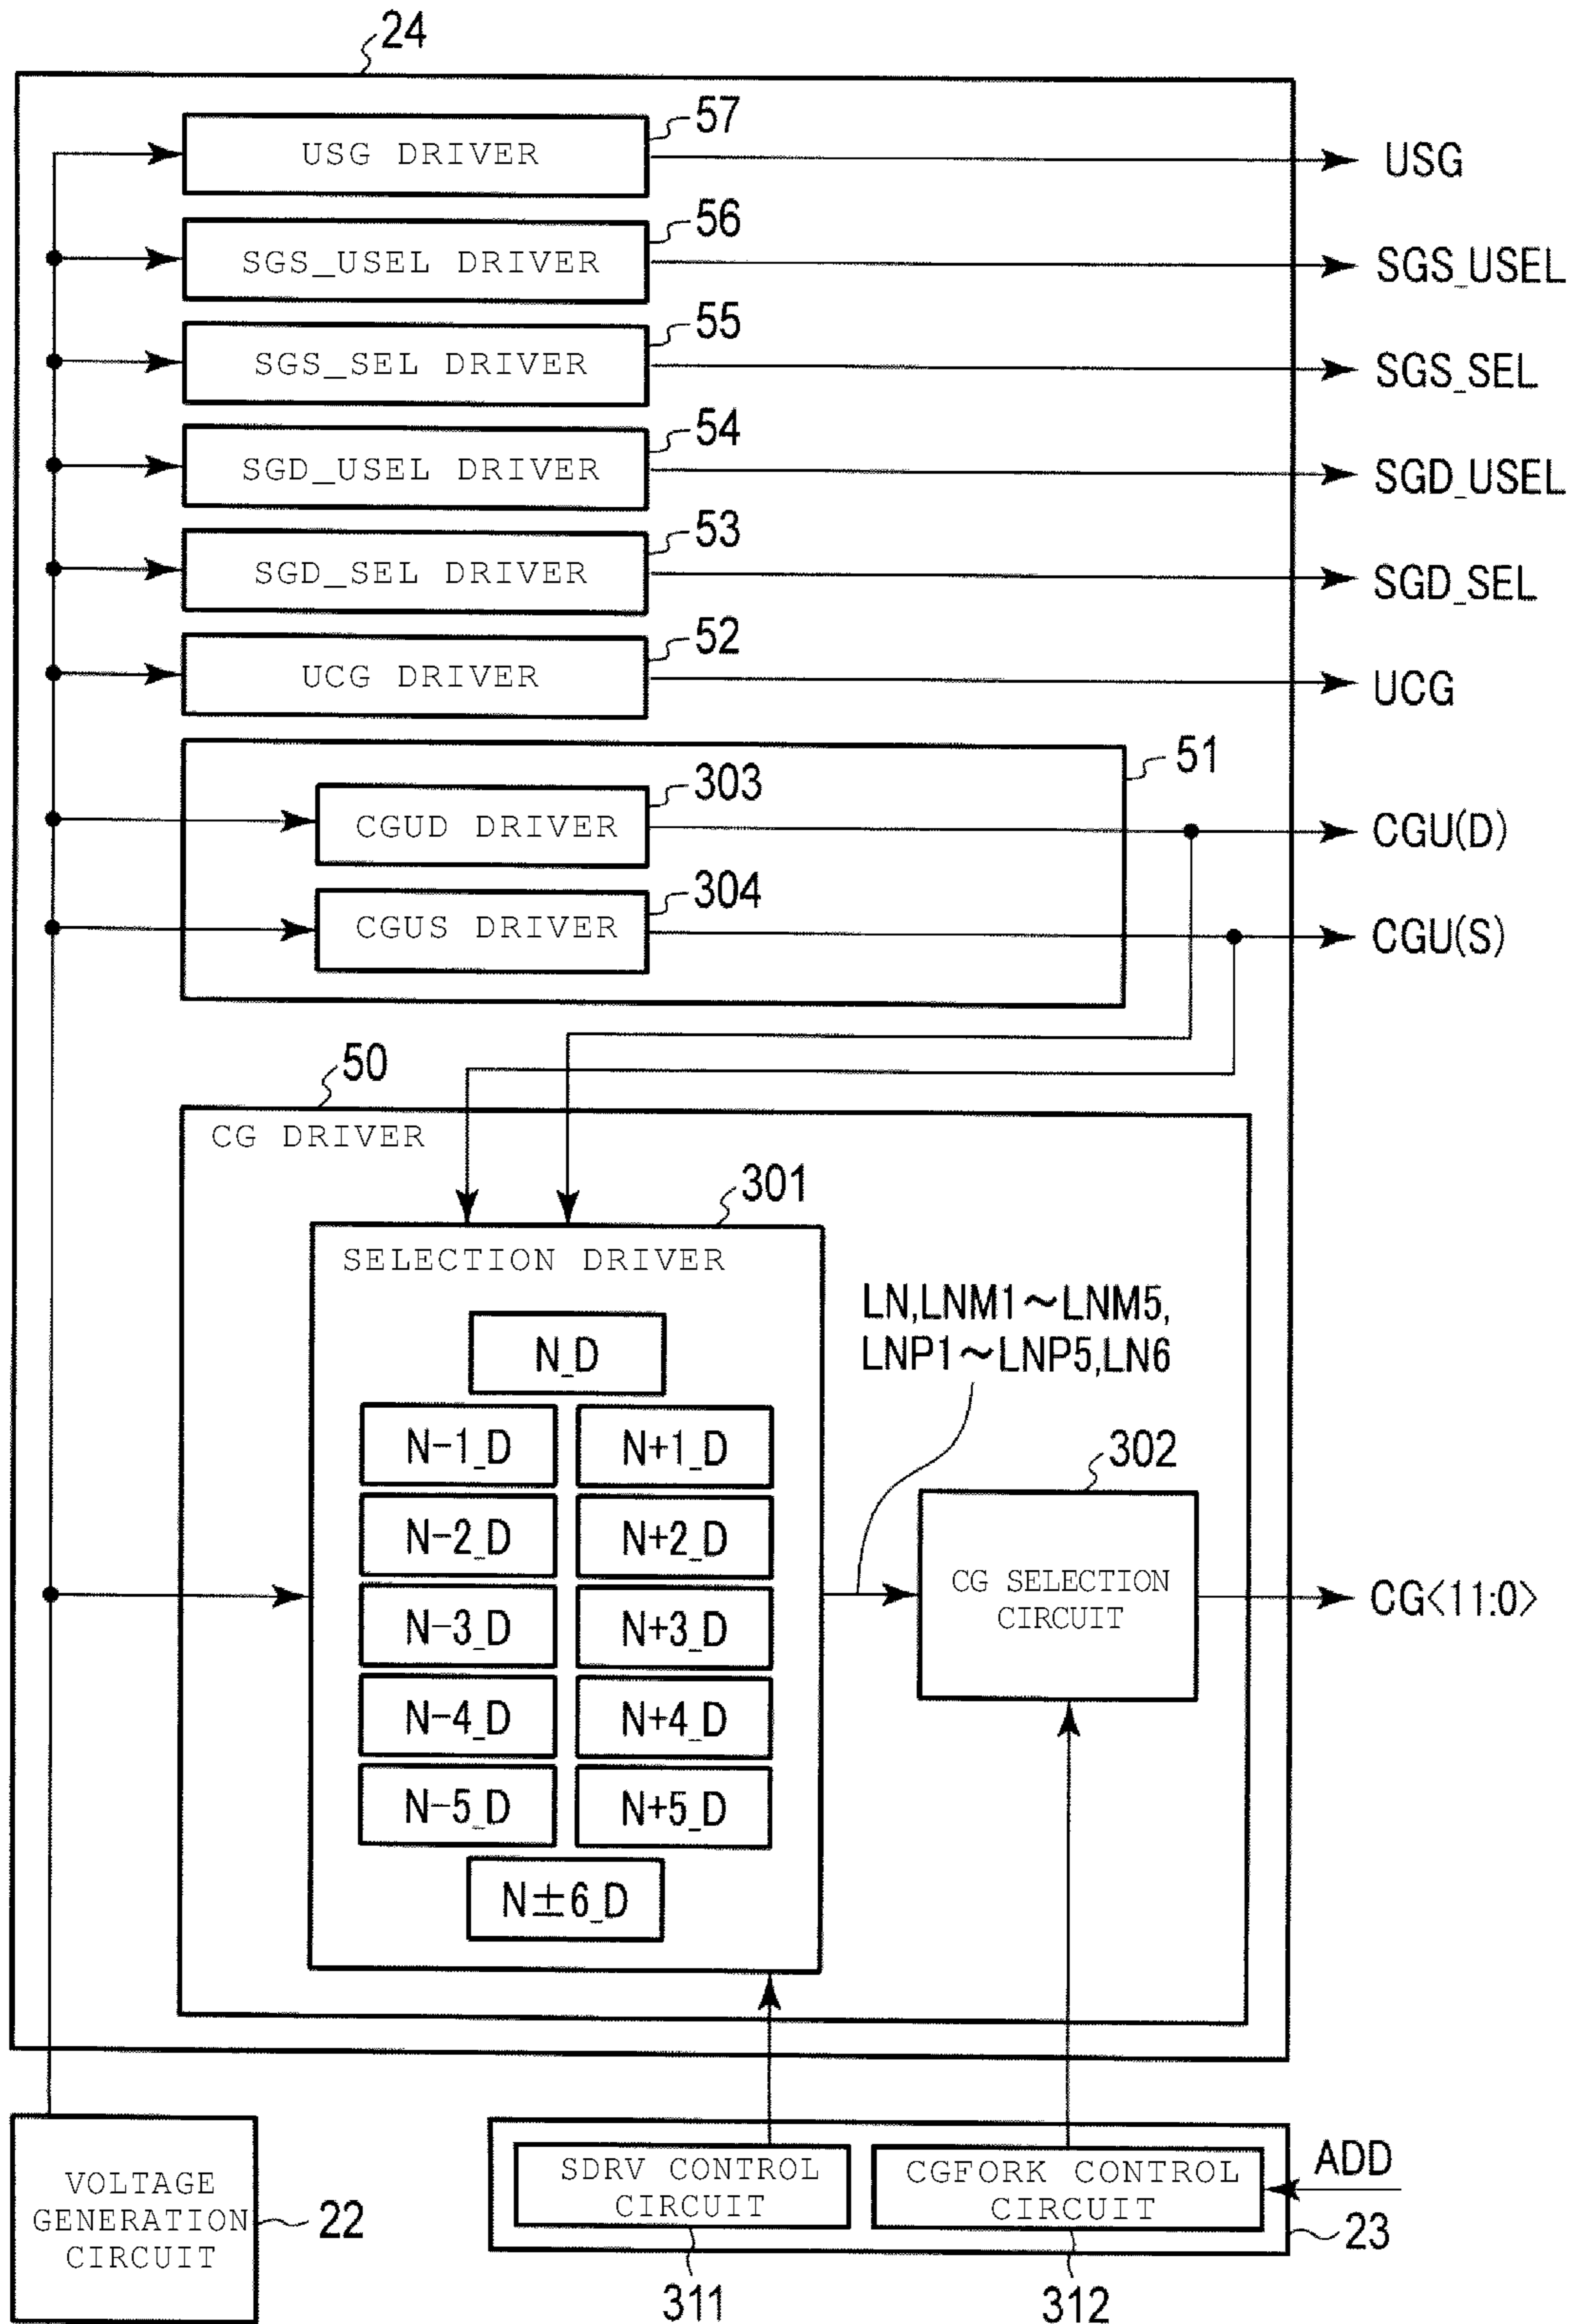 24
57
USG DRIVER
USG
56
SGS_USEL DRIVER
SGS_USEL
55
SGS_SEL DRIVER
SGS_SEL
54
SGD_USEL DRIVER
SGD_USEL
53
SGD_SEL DRIVER
SGD_SEL
52
UCG DRIVER
UCG
51
303
CGUD DRIVER
CGU(D)
304
CGUS DRIVER
CGU(S)
50
CG DRIVER
301
SELECTION DRIVER
LN,LNM1～LNM5,
LNP1～LNP5,LN6
N_D
N−1_D
N+1_D
N−2_D
N+2_D
N−3_D
N+3_D
N−4_D
N+4_D
N−5_D
N+5_D
N±6_D
302
CG SELECTION
CIRCUIT
CG<11:0>
VOLTAGE
GENERATION
CIRCUIT
22
SDRV CONTROL
CIRCUIT
311
CGFORK CONTROL
CIRCUIT
312
ADD
23